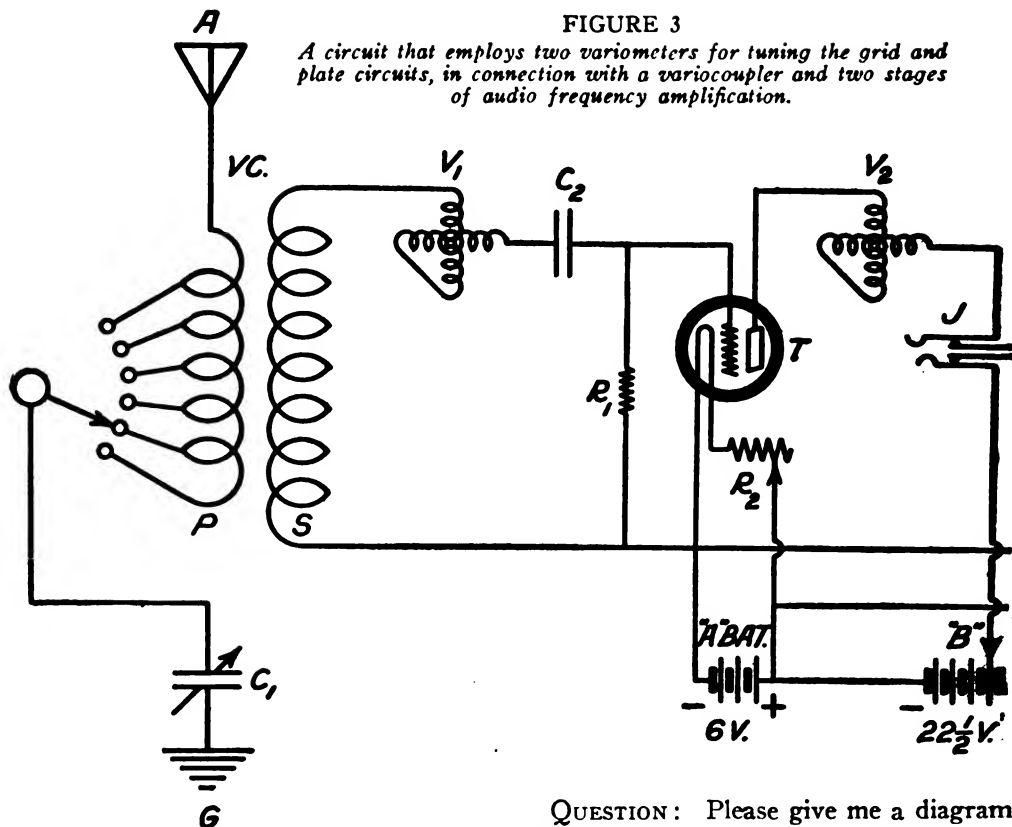 FIGURE 3
A circuit that employs two variometers for tuning the grid and
plate circuits, in connection with a variocoupler and two stages
of audio frequency amplification.
A
VC.
V₁
C₂
V₂
J
T
R₁
R₂
P
S
"A" BAT.
"B"
- +
-
6V.
22½ V.
C₁
G
QUESTION: Please give me a diagram